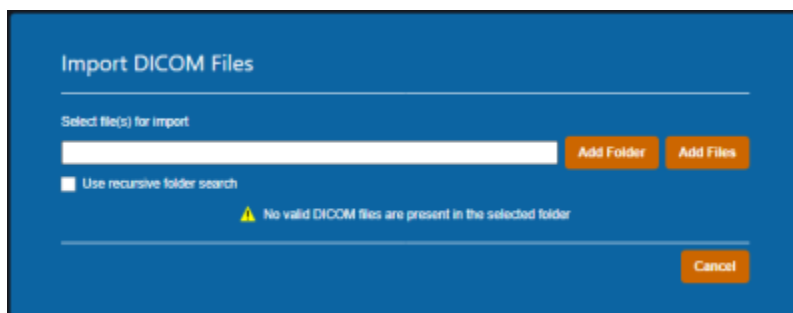 Import DICOM Files
Select file(s) for import
Add Folder Add Files
Use recursive folder search
No valid DICOM files are present in the selected folder
Cancel